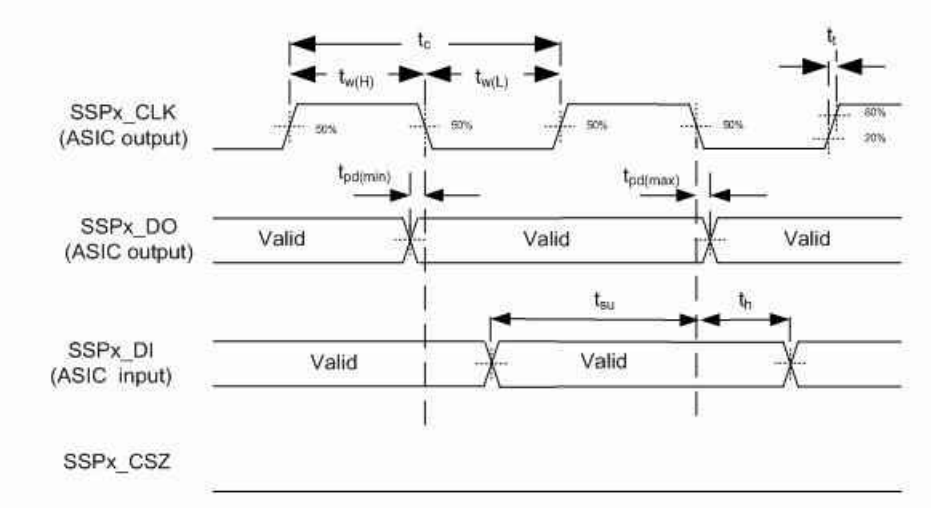 tc
tt
tw(H)
tw(L)
SSPx_CLK
(ASIC output)
50%
50%
50%
50%
80%
20%
tpd(min)
tpd(max)
SSPx_DO
(ASIC output)
Valid
Valid
Valid
tsu
th
SSPx_DI
(ASIC input)
Valid
Valid
SSPx_CSZ